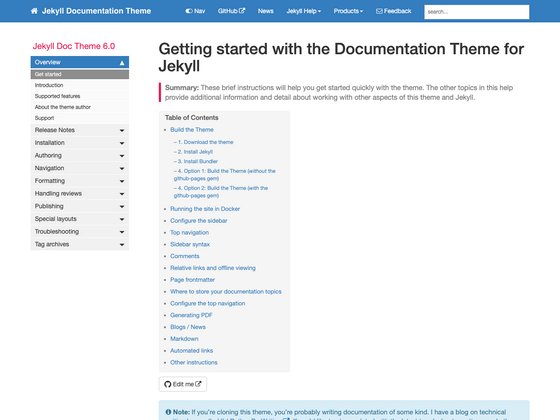 Jekyll Documentation Theme
Nav
GitHub
News
Jekyll Help
Products
Feedback
search...
Jekyll Doc Theme 6.0
Overview
Get started
Introduction
Supported features
About the theme author
Support
Release Notes
Installation
Authoring
Navigation
Formatting
Handling reviews
Publishing
Special layouts
Troubleshooting
Tag archives
Getting started with the Documentation Theme for
Jekyll
Summary: These brief instructions will help you get started quickly with the theme. The other topics in this help
provide additional information and detail about working with other aspects of this theme and Jekyll.
Table of Contents
Build the Theme
1. Download the theme
2. Install Jekyll
3. Install Bundler
4. Option 1: Build the Theme (without the
github-pages gem)
4. Option 2: Build the Theme (with the
github-pages gem)
Running the site in Docker
Configure the sidebar
Top navigation
Sidebar syntax
Comments
Relative links and offline viewing
Page frontmatter
Where to store your documentation topics
Configure the top navigation
Generating PDF
Blogs / News
Markdown
Automated links
Other instructions
Edit me
Note: If you're cloning this theme, you're probably writing documentation of some kind. I have a blog on technical